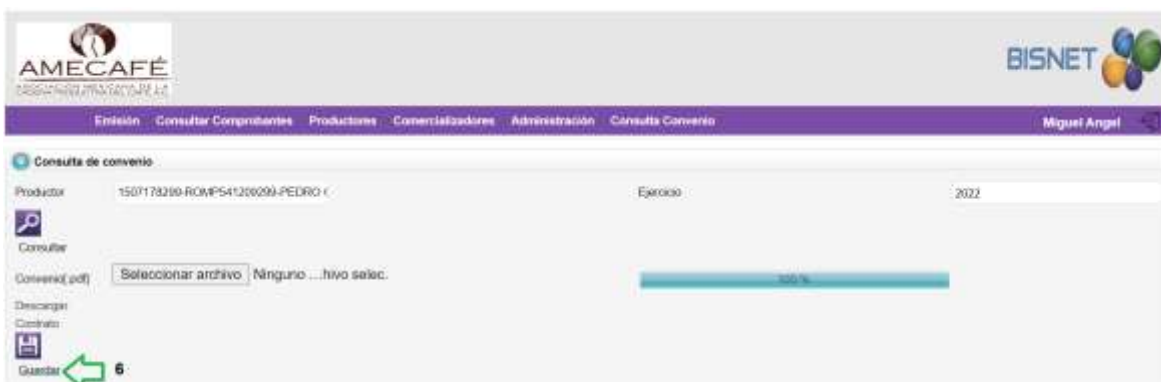 AMECAFÉ
BISNET
Emisión Consultar Comprobantes Productores Comercializadores Administración Consulta Convenio Miguel Angel
Consulta de convenio
Productor 1507178299-ROMP541209299-PEDRO Ejercicio 2022
Consultar
Convenio(.pdf) Seleccionar archivo Ninguno ...hivo selec. 100 %
Descargar
Contrato
Guardar 6